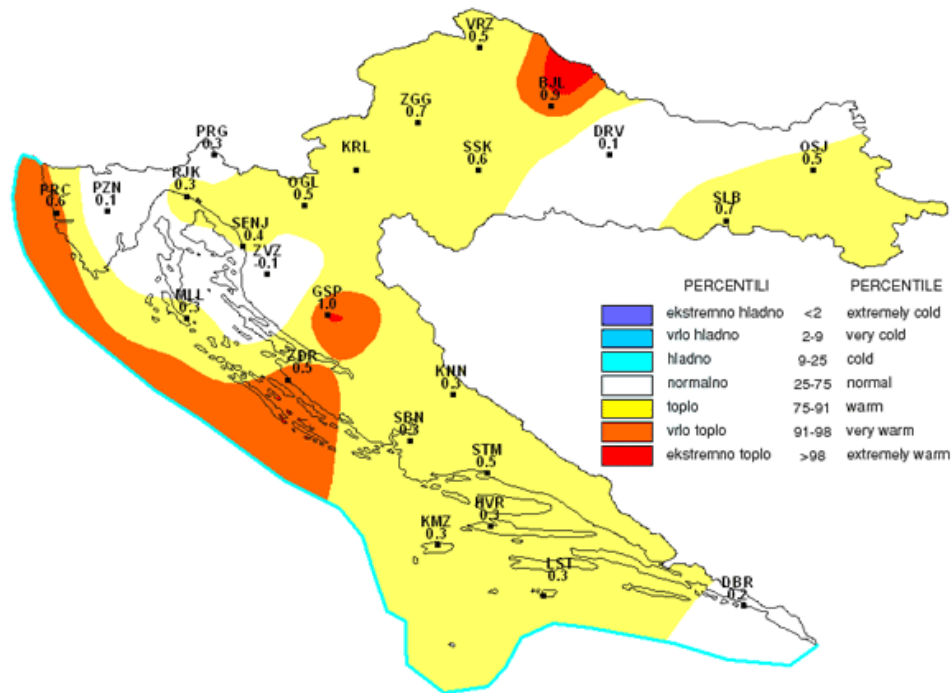 VRZ
0.5
BJL
0.9
ZGG
0.7
PRG
0.3
DRV
0.1
KRL
SSK
0.6
OSJ
0.5
PRC
0.6
PZN
0.1
RJK
0.3
OGL
0.5
SLB
0.7
SENJ
0.4
ZVZ
-0.1
MLL
0.3
GSP
1.0
ZDR
0.5
KNN
0.3
SBN
0.3
STM
0.5
HVR
0.3
KMZ
0.3
LST
0.3
DBR
0.2
PERCENTILI PERCENTILE
ekstremno hladno <2 extremely cold
vrlo hladno 2-9 very cold
hladno 9-25 cold
normalno 25-75 normal
toplo 75-91 warm
vrlo toplo 91-98 very warm
ekstremno toplo >98 extremely warm